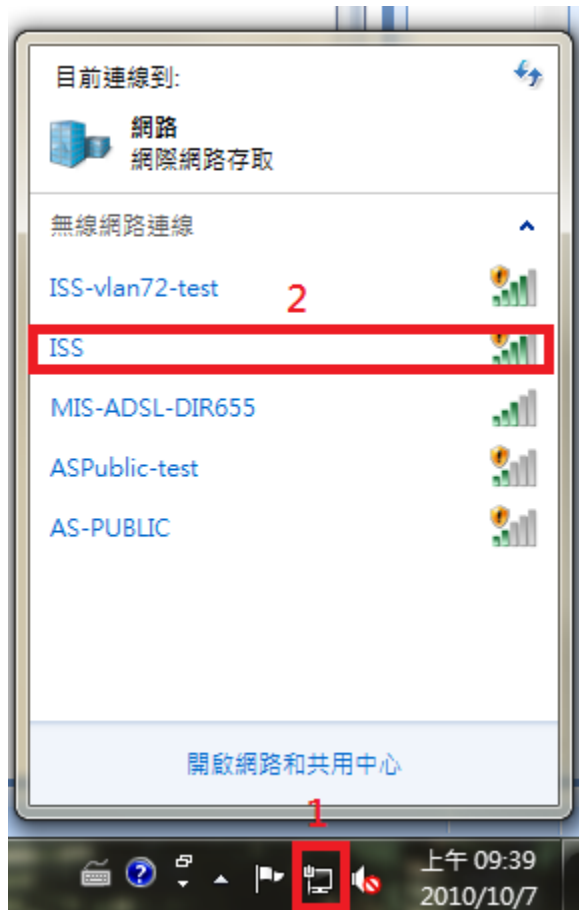 目前連線到:
網路
網際網路存取
無線網路連線
ISS-vlan72-test
2
ISS
MIS-ADSL-DIR655
ASPublic-test
AS-PUBLIC
開啟網路和共用中心
1
上午 09:39
2010/10/7